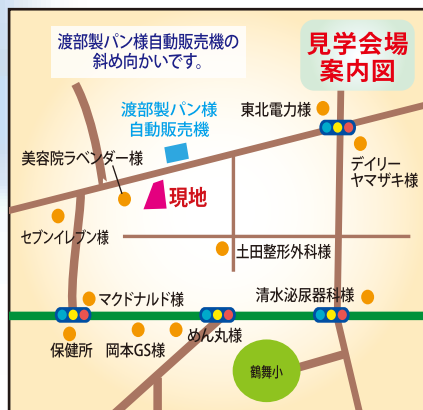 渡部製パン様自動販売機の
斜め向かいです。
見学会場
案内図
渡部製パン様
自動販売機
東北電力様
美容院ラベンダー様
デイリー
ヤマザキ様
現地
セブンイレブン様
土田整形外科様
マクドナルド様
清水泌尿器科様
保健所
岡本GS様
めん丸様
鶴舞小